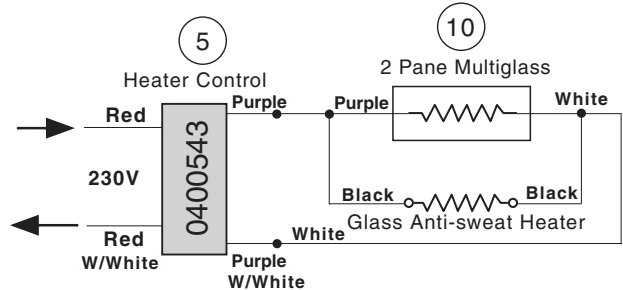 5
10
Heater Control
2 Pane Multiglass
Red
Purple
Purple
White
230V
0400543
Black
Black
Glass Anti-sweat Heater
Red
W/White
White
Purple
W/White